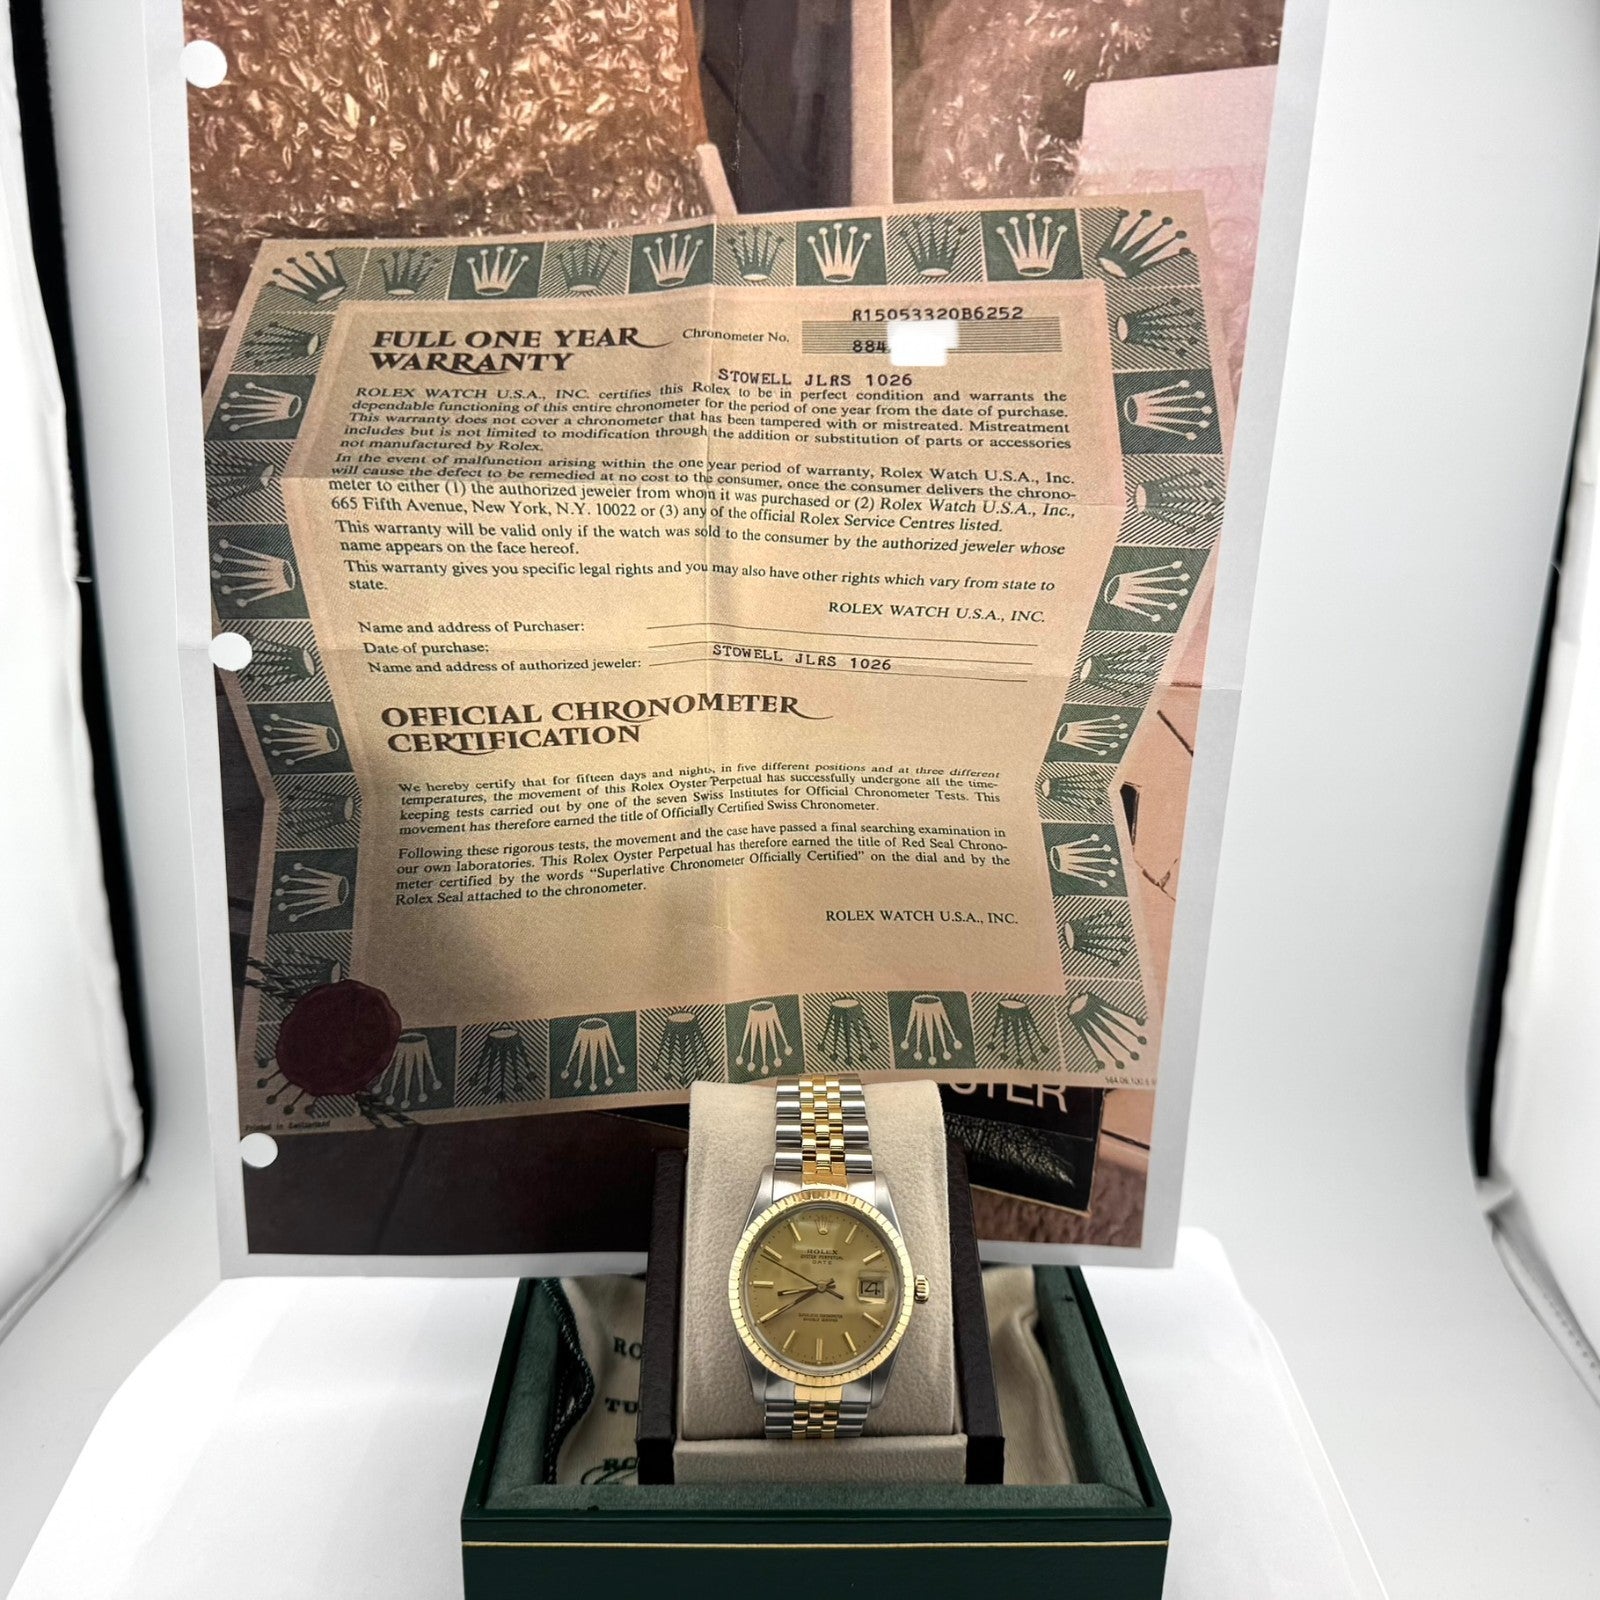 R15053320B6252
FULL ONE YEAR
WARRANTY
Chronometer No.
884
STOWELL JLRS 1026
ROLEX WATCH U.S.A., INC. certifies this Rolex to be in perfect condition and warrants the
dependable functioning of this entire chronometer for the period of one year from the date of purchase.
This warranty does not cover a chronometer that has been tampered with or mistreated. Mistreatment
includes but is not limited to modification through the addition or substitution of parts or accessories
not manufactured by Rolex.
In the event of malfunction arising within the one year period of warranty, Rolex Watch U.S.A., Inc.
will cause the defect to be remedied at no cost to the consumer, once the consumer delivers the chrono-
meter to either (1) the authorized jeweler from whom it was purchased or (2) Rolex Watch U.S.A., Inc.,
665 Fifth Avenue, New York, N.Y. 10022 or (3) any of the official Rolex Service Centres listed.
This warranty will be valid only if the watch was sold to the consumer by the authorized jeweler whose
name appears on the face hereof.
This warranty gives you specific legal rights and you may also have other rights which vary from state to
state.
ROLEX WATCH U.S.A., INC.
Name and address of Purchaser:
Date of purchase:
Name and address of authorized jeweler:
STOWELL JLRS 1026
OFFICIAL CHRONOMETER
CERTIFICATION
We hereby certify that for fifteen days and nights, in five different positions and at three different
temperatures, the movement of this Rolex Oyster Perpetual has successfully undergone all the time-
keeping tests carried out by one of the seven Swiss Institutes for Official Chronometer Tests. This
movement has therefore earned the title of Officially Certified Swiss Chronometer.
Following these rigorous tests, the movement and the case have passed a final searching examination in
our own laboratories. This Rolex Oyster Perpetual has therefore earned the title of Red Seal Chrono-
meter certified by the words "Superlative Chronometer Officially Certified" on the dial and by the
Rolex Seal attached to the chronometer.
ROLEX WATCH U.S.A., INC.
Printed in Switzerland
ROLEX
OYSTER PERPETUAL
DATE
RO
TU
RO